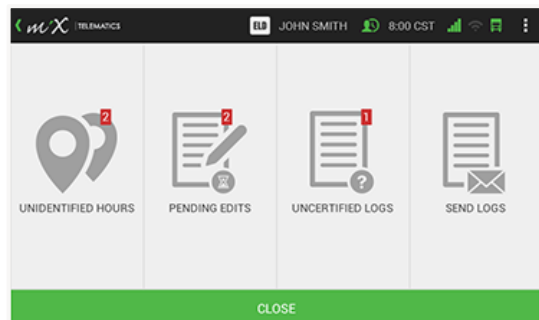 miX TELEMATICS
ELD JOHN SMITH 8:00 CST
2
2
1
?
UNIDENTIFIED HOURS
PENDING EDITS
UNCERTIFIED LOGS
SEND LOGS
CLOSE